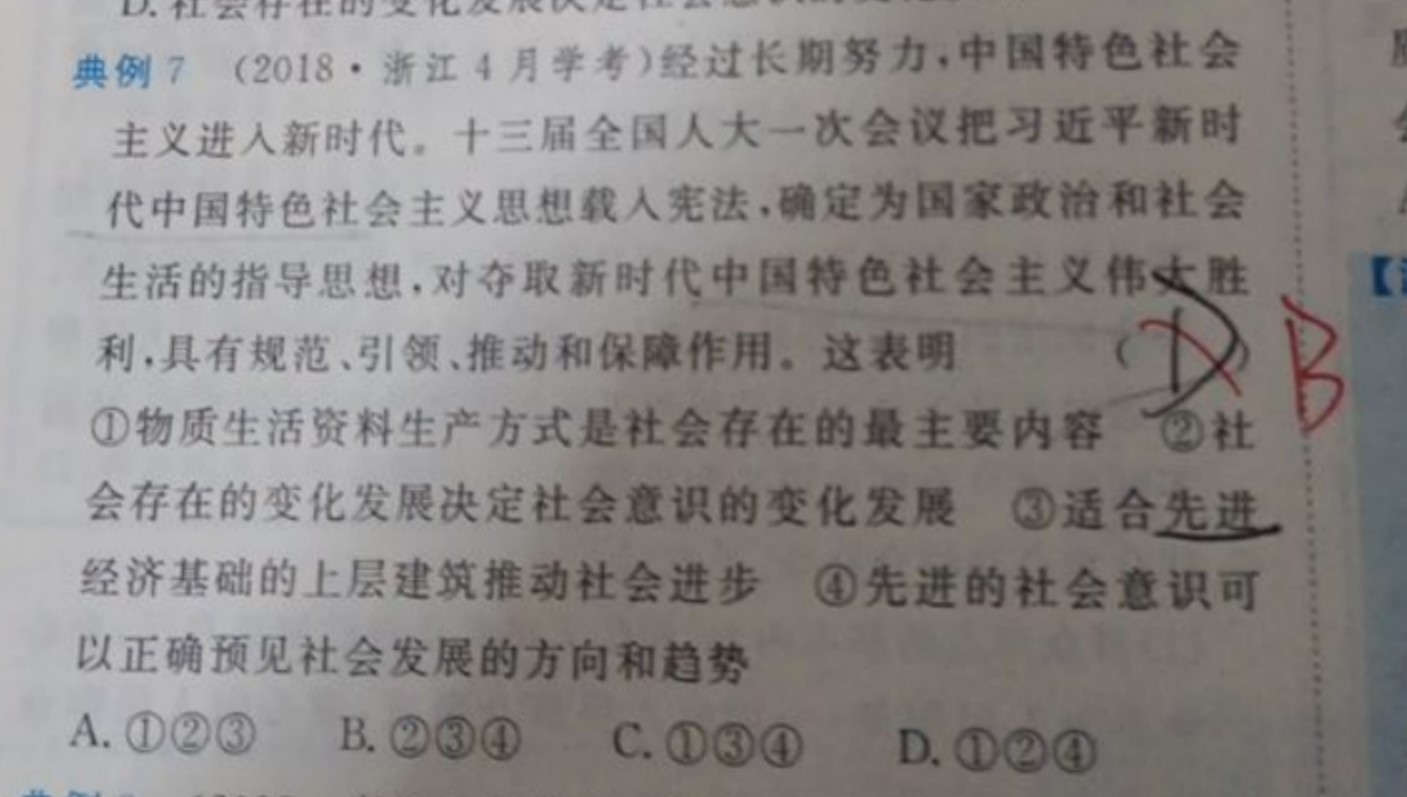 D. 社会存在的变化发展决定社会意识的变化
典例 7 (2018·浙江 4 月学考)经过长期努力,中国特色社会
主义进入新时代。十三届全国人大一次会议把习近平新时
代中国特色社会主义思想载入宪法,确定为国家政治和社会
生活的指导思想,对夺取新时代中国特色社会主义伟大胜
利,具有规范、引领、推动和保障作用。这表明 ( D ) B
①物质生活资料生产方式是社会存在的最主要内容 ②社
会存在的变化发展决定社会意识的变化发展 ③适合先进
经济基础的上层建筑推动社会进步 ④先进的社会意识可
以正确预见社会发展的方向和趋势
A. ①②③ B. ②③④ C. ①③④ D. ①②④